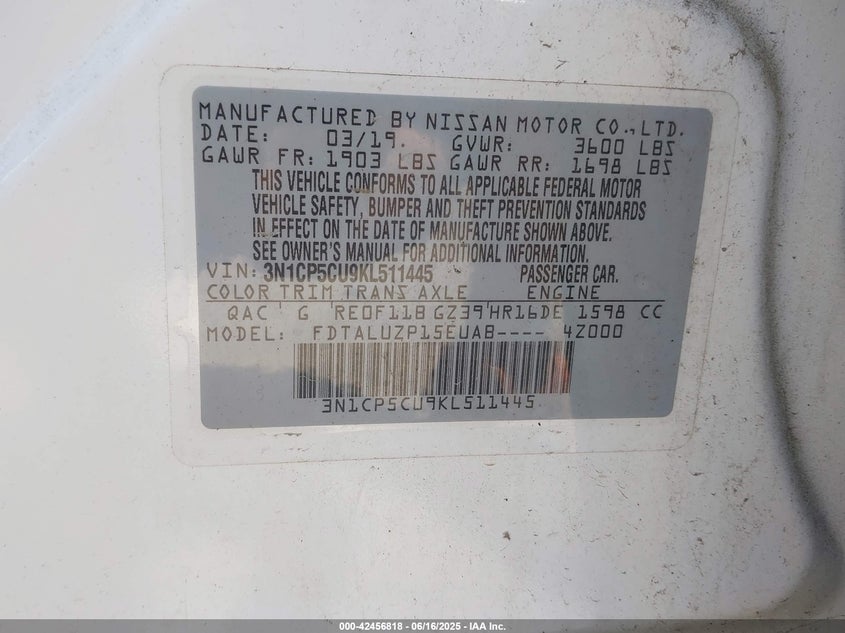 MANUFACTURED BY NISSAN MOTOR CO., LTD.
DATE: 03/19. GVWR: 3600 LBS
GAWR FR: 1903 LBS GAWR RR: 1698 LBS
THIS VEHICLE CONFORMS TO ALL APPLICABLE FEDERAL MOTOR
VEHICLE SAFETY, BUMPER AND THEFT PREVENTION STANDARDS
IN EFFECT ON THE DATE OF MANUFACTURE SHOWN ABOVE.
SEE OWNER'S MANUAL FOR ADDITIONAL INFORMATION.
VIN: 3N1CP5CU9KL511445 PASSENGER CAR.
COLOR TRIM TRANS AXLE ENGINE
QAC G RE0F11B GZ39 HR16DE 1598 CC
MODEL: FDTALUZP15EUAB---- 4Z000
3N1CP5CU9KL511445
000-42456818 - 06/16/2025 - IAA Inc.